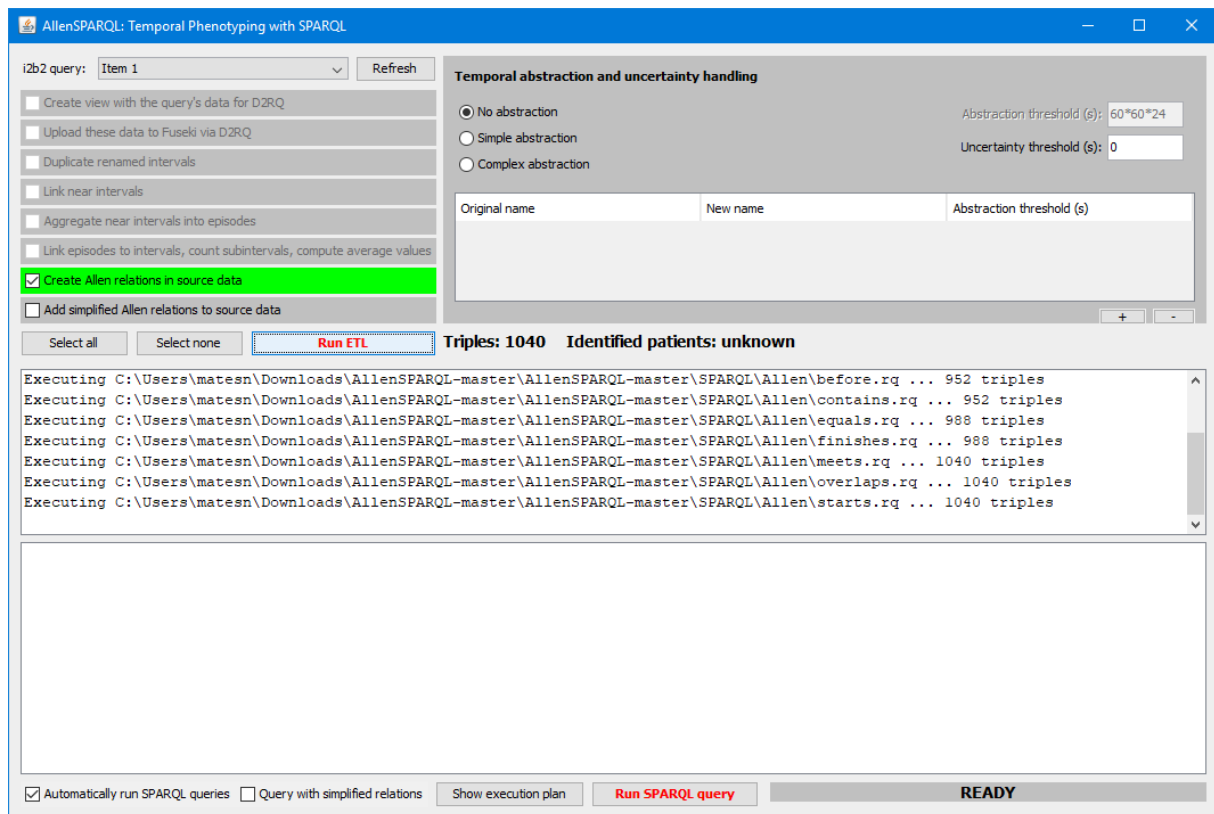 AllenSPARQL: Temporal Phenotyping with SPARQL
i2b2 query: Item 1 Refresh
Create view with the query's data for D2RQ
Upload these data to Fuseki via D2RQ
Duplicate renamed intervals
Link near intervals
Aggregate near intervals into episodes
Link episodes to intervals, count subintervals, compute average values
Create Allen relations in source data
Add simplified Allen relations to source data
Temporal abstraction and uncertainty handling
No abstraction
Simple abstraction
Complex abstraction
Abstraction threshold (s): 60*60*24
Uncertainty threshold (s): 0
Original name New name Abstraction threshold (s)
+ -
Select all Select none Run ETL Triples: 1040 Identified patients: unknown
Executing C:\Users\matesn\Downloads\AllenSPARQL-master\AllenSPARQL-master\SPARQL\Allen\before.rq ... 952 triples
Executing C:\Users\matesn\Downloads\AllenSPARQL-master\AllenSPARQL-master\SPARQL\Allen\contains.rq ... 952 triples
Executing C:\Users\matesn\Downloads\AllenSPARQL-master\AllenSPARQL-master\SPARQL\Allen\equals.rq ... 988 triples
Executing C:\Users\matesn\Downloads\AllenSPARQL-master\AllenSPARQL-master\SPARQL\Allen\finishes.rq ... 988 triples
Executing C:\Users\matesn\Downloads\AllenSPARQL-master\AllenSPARQL-master\SPARQL\Allen\meets.rq ... 1040 triples
Executing C:\Users\matesn\Downloads\AllenSPARQL-master\AllenSPARQL-master\SPARQL\Allen\overlaps.rq ... 1040 triples
Executing C:\Users\matesn\Downloads\AllenSPARQL-master\AllenSPARQL-master\SPARQL\Allen\starts.rq ... 1040 triples
Automatically run SPARQL queries Query with simplified relations Show execution plan Run SPARQL query READY